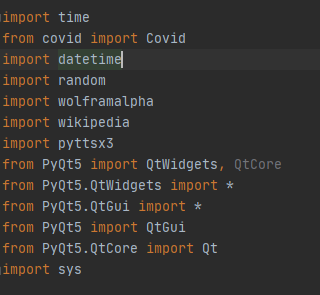 import time
from covid import Covid
import datetime
import random
import wolframalpha
import wikipedia
import pyttsx3
from PyQt5 import QtWidgets, QtCore
from PyQt5.QtWidgets import *
from PyQt5.QtGui import *
from PyQt5 import QtGui
from PyQt5.QtCore import Qt
import sys